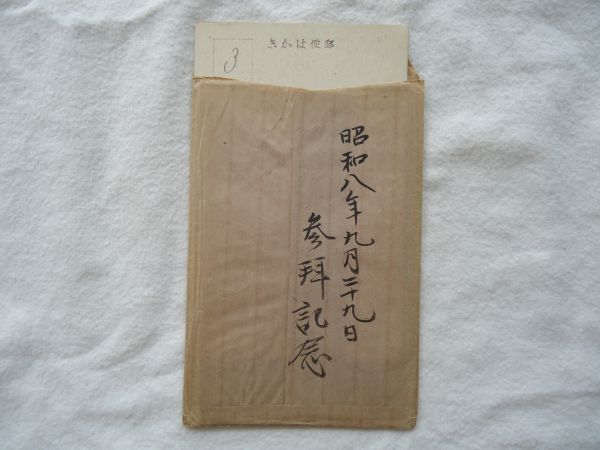 きかは便郵
3
昭和八年九月二十九日
参拜記念